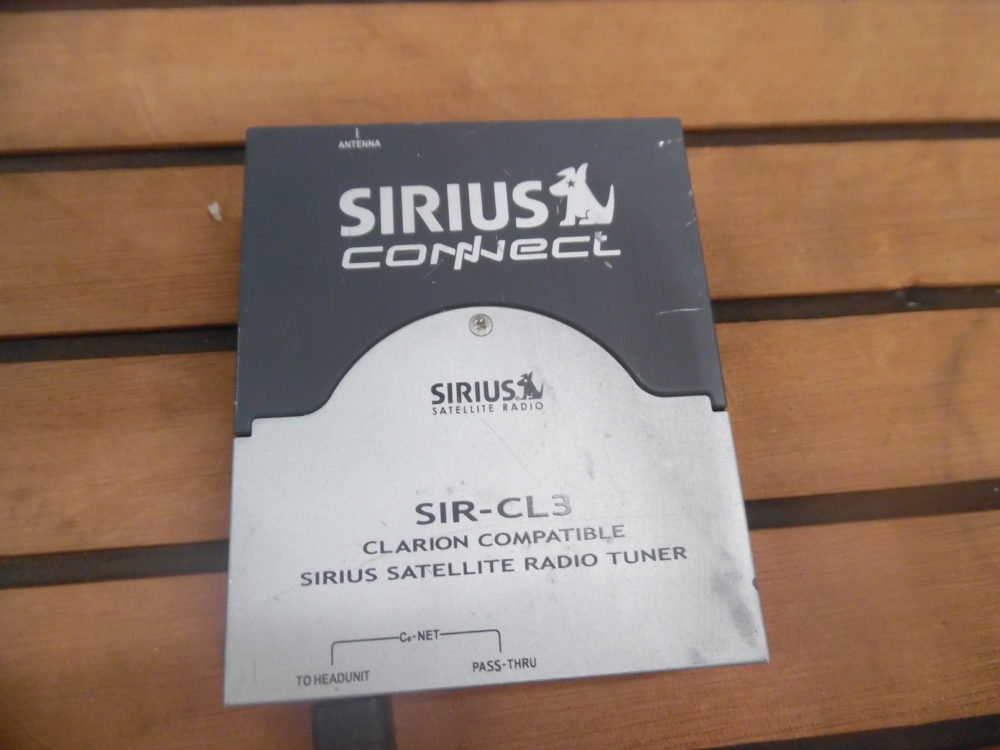 ANTENNA
SIRIUS
connect
SIRIUS
SATELLITE RADIO
SIR-CL3
CLARION COMPATIBLE
SIRIUS SATELLITE RADIO TUNER
Ce-NET
TO HEADUNIT PASS-THRU